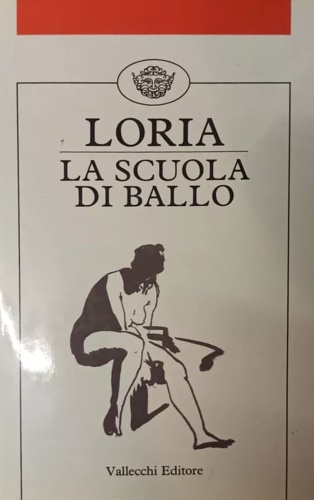 LORIA
LA SCUOLA
DI BALLO
Vallecchi Editore